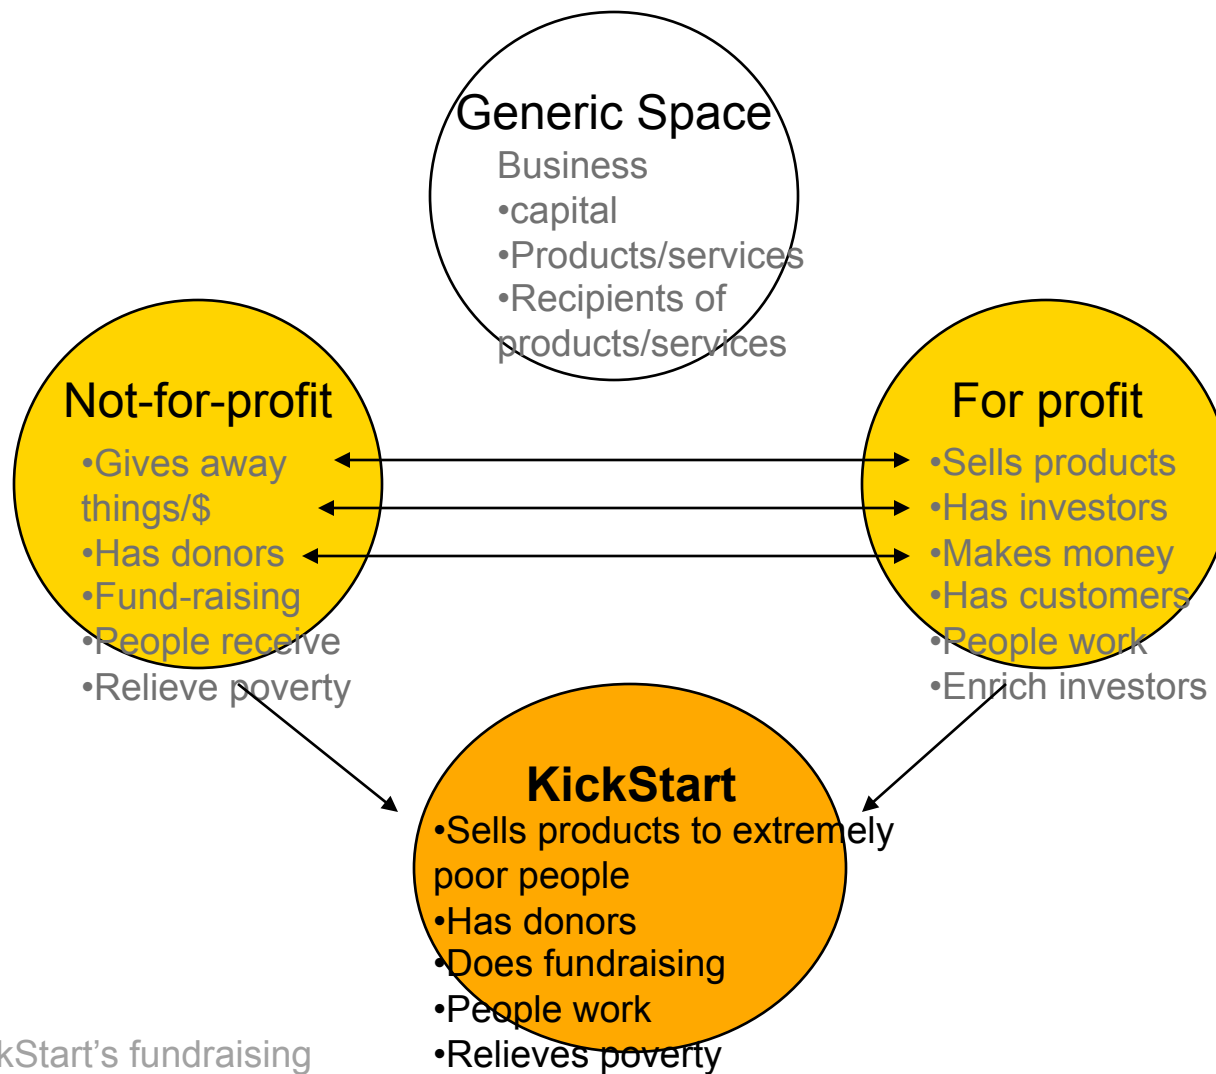 Generic Space
Business
•capital
•Products/services
•Recipients of
products/services
Not-for-profit
•Gives away
things/$
•Has donors
•Fund-raising
•People receive
•Relieve poverty
For profit
•Sells products
•Has investors
•Makes money
•Has customers
•People work
•Enrich investors
KickStart
•Sells products to extremely
poor people
•Has donors
•Does fundraising
•People work
•Relieves poverty
kStart's fundraising